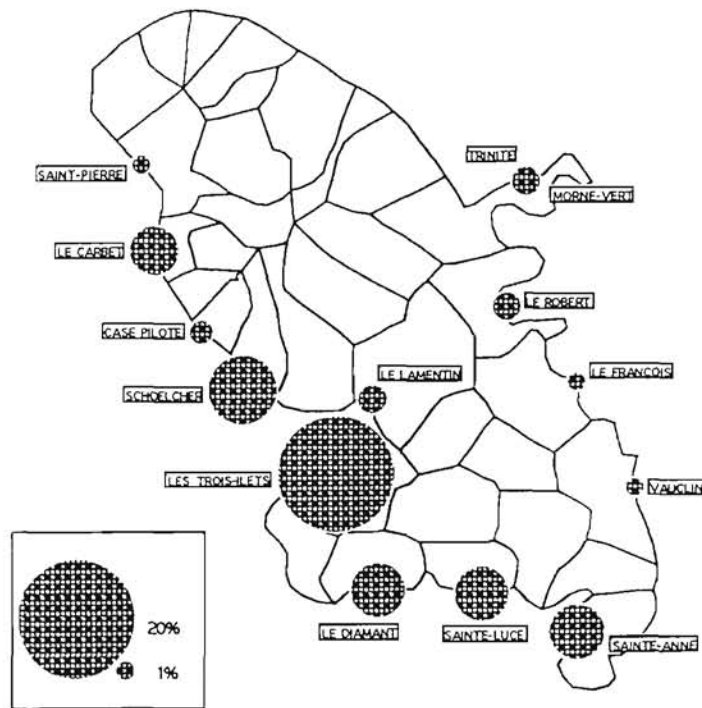 TRINITE
SAINT-PIERRE
MORNE-VERT
LE CARBET
LE ROBERT
CASE PILOTE
LE FRANCOIS
LE LAMENTIN
SCHOELCHER
LES TROIS-ILETS
VAUCLIN
20%
LE DIAMANT
SAINTE-LUCE
SAINTE-ANNE
1%